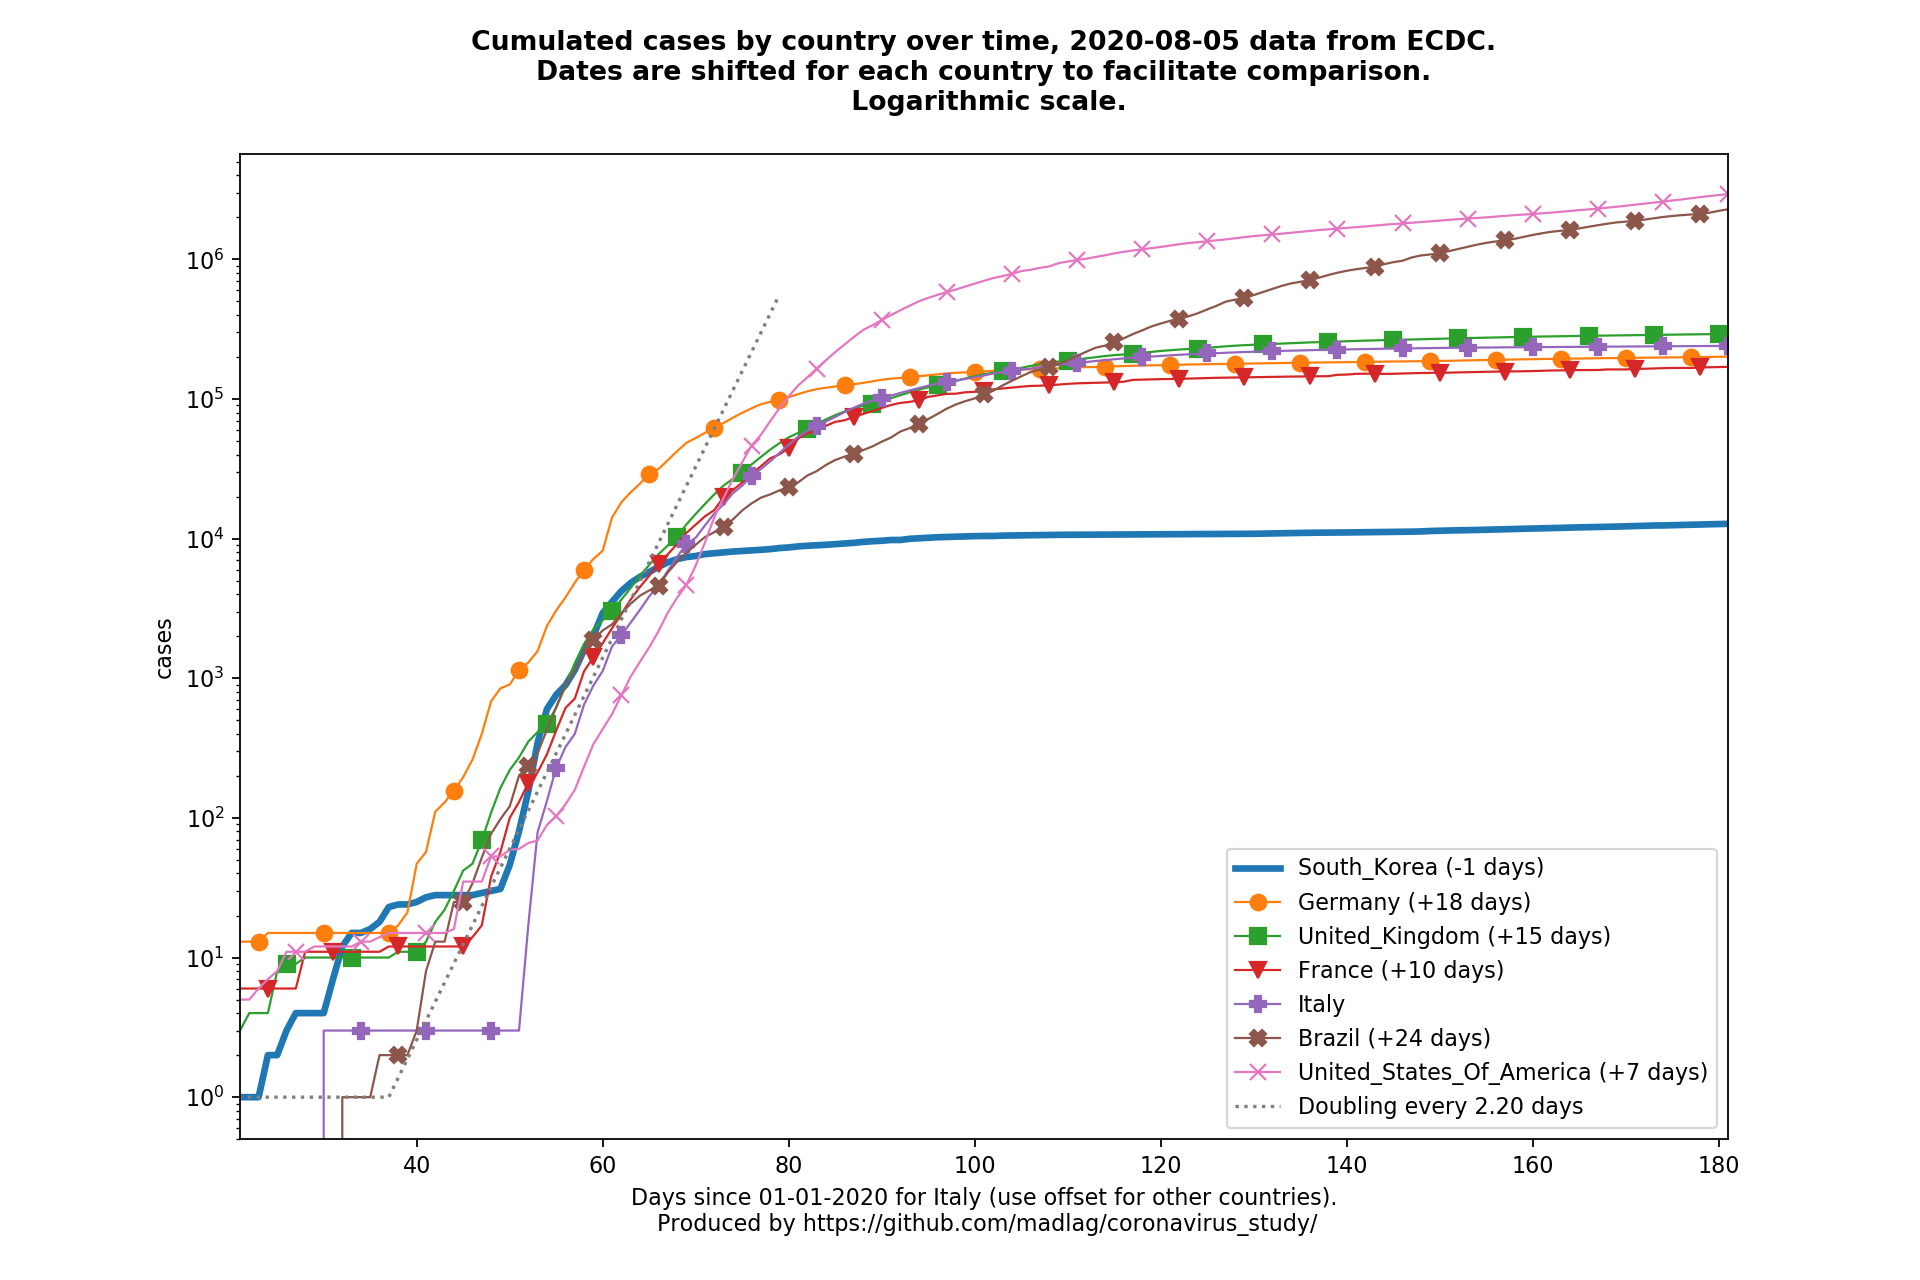 Cumulated cases by country over time, 2020-08-05 data from ECDC.
Dates are shifted for each country to facilitate comparison.
Logarithmic scale.
10^6
10^5
10^4
10^3
10^2
10^1
10^0
cases
South_Korea (-1 days)
Germany (+18 days)
United_Kingdom (+15 days)
France (+10 days)
Italy
Brazil (+24 days)
United_States_Of_America (+7 days)
Doubling every 2.20 days
40 60 80 100 120 140 160 180
Days since 01-01-2020 for Italy (use offset for other countries).
Produced by https://github.com/madlag/coronavirus_study/